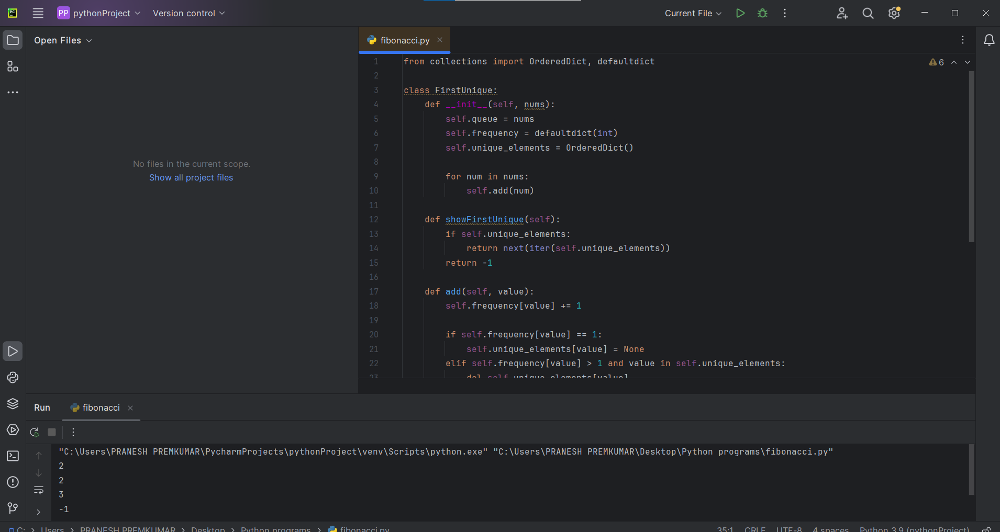 PP pythonProject Version control Current File
Open Files
fibonacci.py
6
1 from collections import OrderedDict, defaultdict
2
3 class FirstUnique:
4     def __init__(self, nums):
5         self.queue = nums
6         self.frequency = defaultdict(int)
7         self.unique_elements = OrderedDict()
8
9         for num in nums:
10             self.add(num)
11
12     def showFirstUnique(self):
13         if self.unique_elements:
14             return next(iter(self.unique_elements))
15         return -1
16
17     def add(self, value):
18         self.frequency[value] += 1
19
20         if self.frequency[value] == 1:
21             self.unique_elements[value] = None
22         elif self.frequency[value] > 1 and value in self.unique_elements:
23             del self.unique_elements[value]
No files in the current scope.
Show all project files
Run fibonacci
"C:\Users\PRANESH PREMKUMAR\PycharmProjects\pythonProject\venv\Scripts\python.exe" "C:\Users\PRANESH PREMKUMAR\Desktop\Python programs\fibonacci.py"
2
2
3
-1
C: > Users > PRANESH PREMKUMAR > Desktop > Python programs > fibonacci.py 35:1 CRLF UTF-8 4 spaces Python 3.9 (pythonProject)